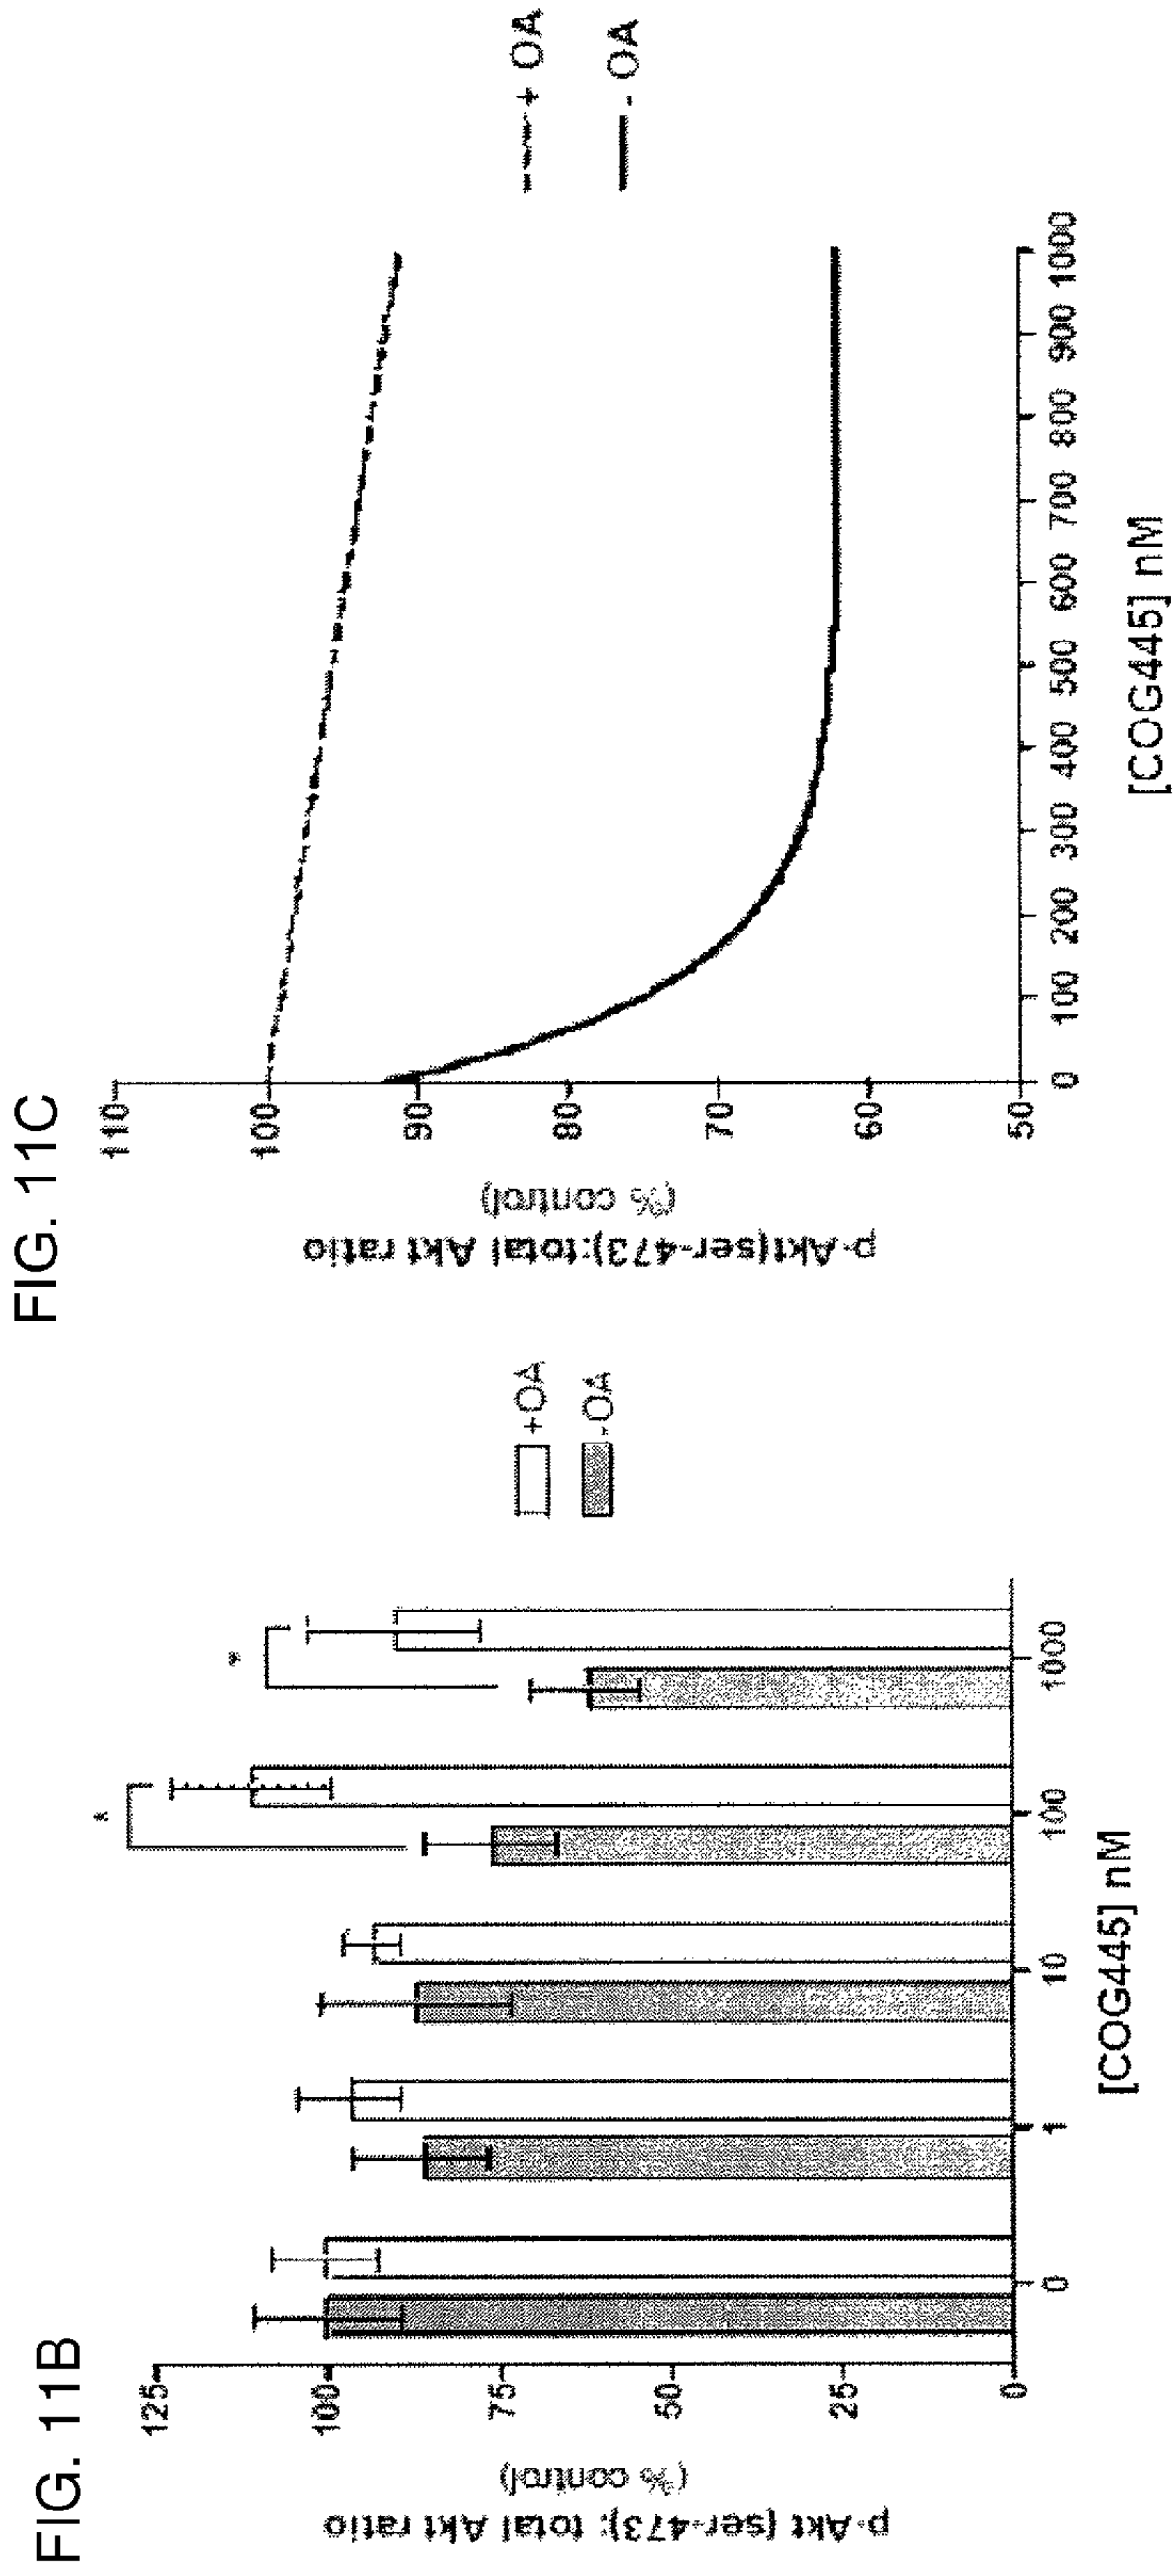 FIG. 11B
p-Akt (ser-473): total Akt ratio
(% control)
125
100
75
50
25
0
*
*
0
1
10
100
1000
[COG445] nM
+OA
-OA
FIG. 11C
p-Akt(ser-473):total Akt ratio
(% control)
110
100
90
80
70
60
50
0 100 200 300 400 500 600 700 800 900 1000
[COG445] nM
+ OA
- OA